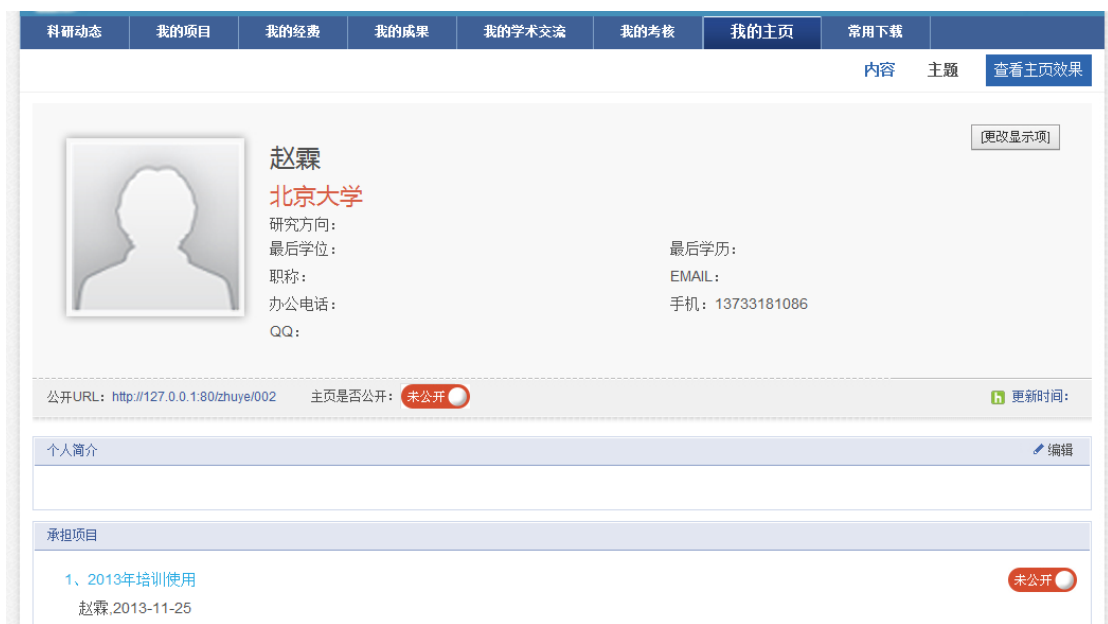 科研动态 我的项目 我的经费 我的成果 我的学术交流 我的考核 我的主页 常用下载
内容 主题 查看主页效果
[更改显示项]
赵霖
北京大学
研究方向：
最后学位： 最后学历：
职称： EMAIL：
办公电话： 手机：13733181086
QQ：
公开URL：http://127.0.0.1:80/zhuye/002 主页是否公开： 未公开 h 更新时间：
个人简介 编辑
承担项目
1、2013年培训使用 未公开
赵霖,2013-11-25